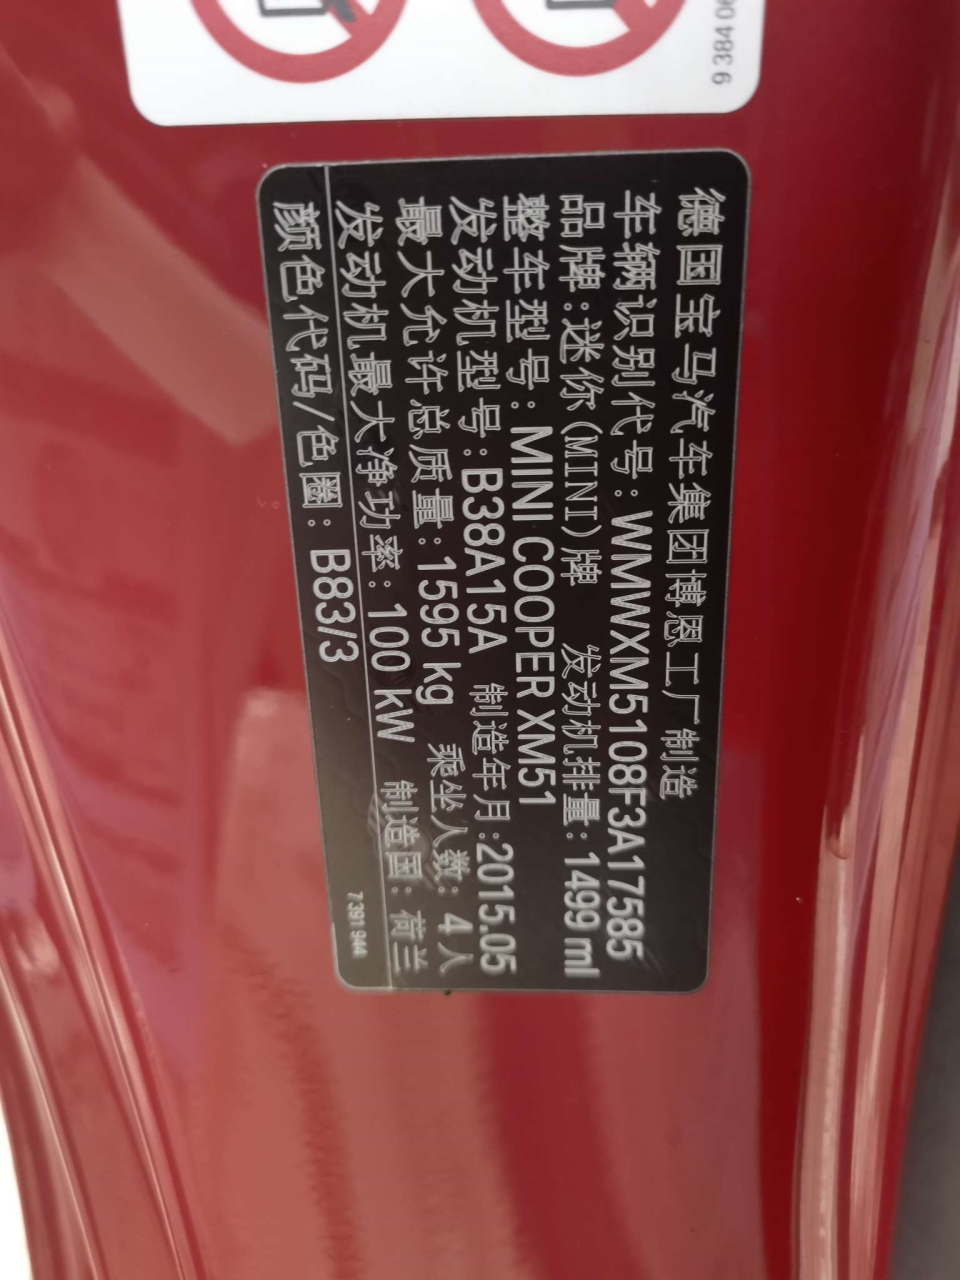 9 384 06
德国宝马汽车集团博恩工厂制造
车辆识别代号:WMWXM5108F3A17585
品牌:迷你(MINI)牌 发动机排量:1499 ml
整车型号:MINI COOPER XM51
发动机型号:B38A15A 制造年月:2015.05
最大允许总质量:1595 kg 乘坐人数:4人
发动机最大净功率:100 kW 制造国:荷兰
颜色代码/色圈:B83/3
7 391 944